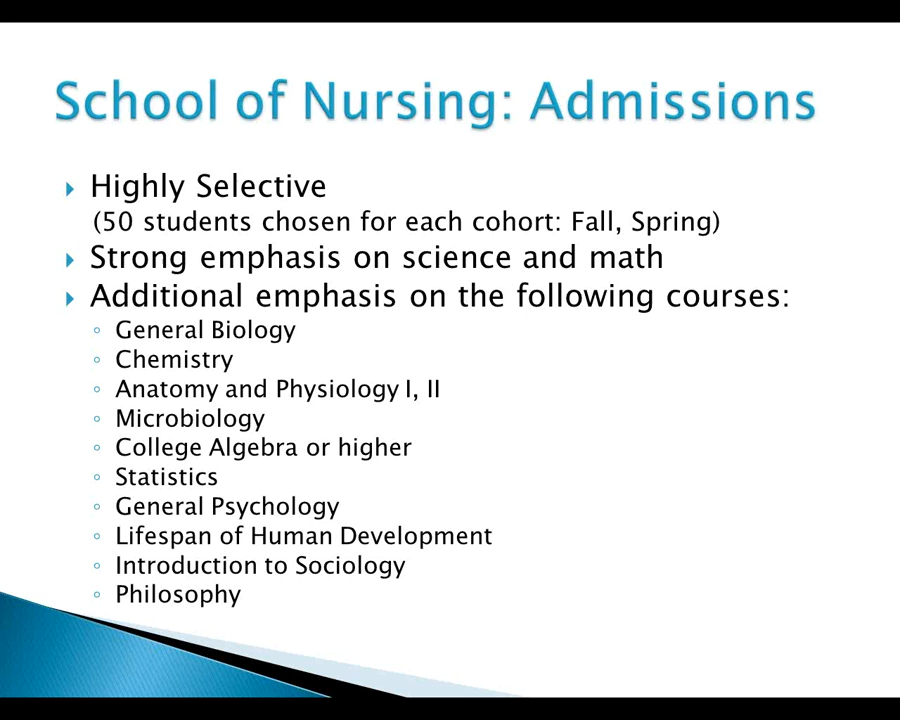 School of Nursing: Admissions
Highly Selective
(50 students chosen for each cohort: Fall, Spring)
Strong emphasis on science and math
Additional emphasis on the following courses:
General Biology
Chemistry
Anatomy and Physiology I, II
Microbiology
College Algebra or higher
Statistics
General Psychology
Lifespan of Human Development
Introduction to Sociology
Philosophy